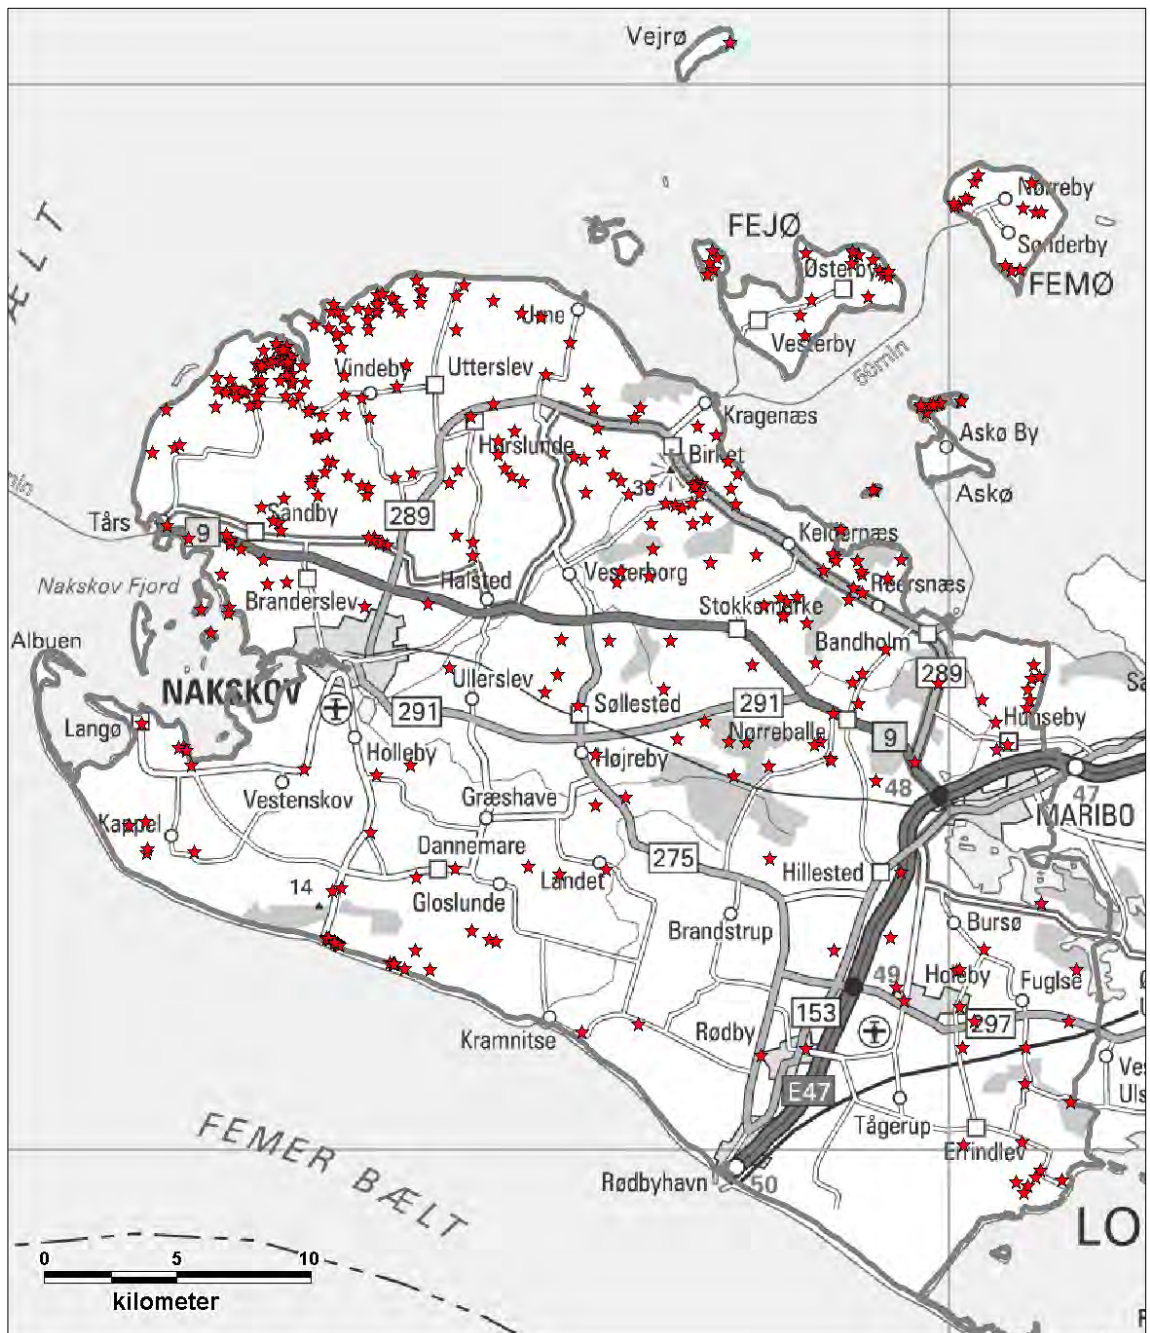 Vejrø
Nørreby
Sønderby
FEMØ
FEJØ
Østerby
Vesterby
60min
ÆLT
Vindeby
Utterslev
Kragenæs
Birket
Askø By
Askø
Horslunde
Sandby
289
Tårs
9
Nakskov Fjord
Branderslev
Halsted
Vesterborg
Stokkemarke
Reersnæs
Bandholm
289
Albuen
NAKSKOV
Ullerslev
Langø
291
Søllested
291
Nørreballe
9
Hunseby
Holleby
Højreby
48
47
Vestenskov
Græshave
MARIBO
Kappel
Dannemare
275
Hillested
14
Gloslunde
Landet
Brandstrup
Bursø
49
Holeby
Fuglse
Kramnitse
Rødby
153
297
E47
Tågerup
Errindlev
FEMER BÆLT
Rødbyhavn
50
LO
0 5 10
kilometer